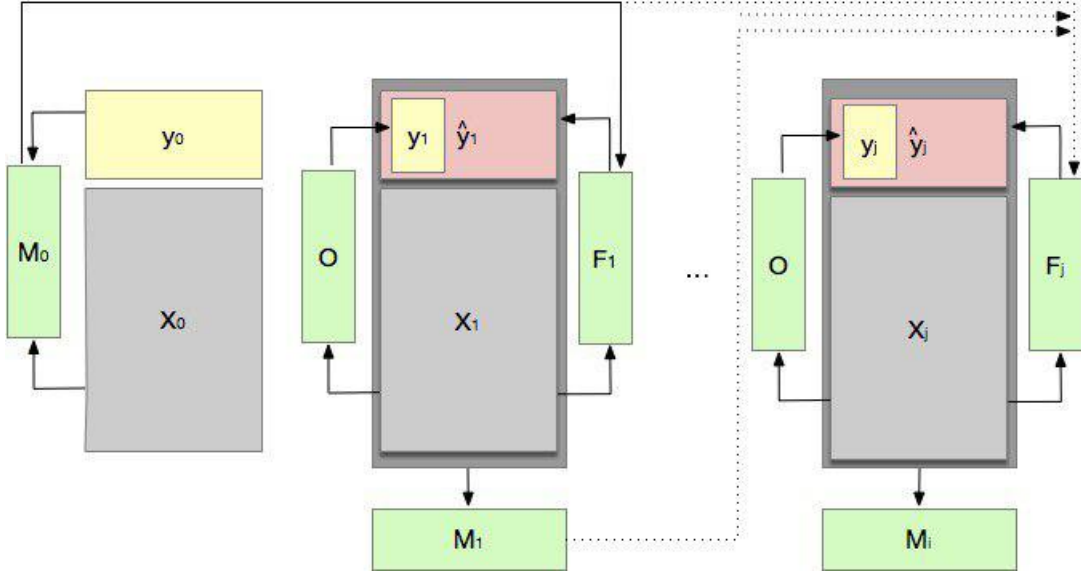 y₀
M₀
X₀
y₁ ŷ₁
O
F₁
X₁
M₁
...
yⱼ ŷⱼ
O
Fⱼ
Xⱼ
Mᵢ